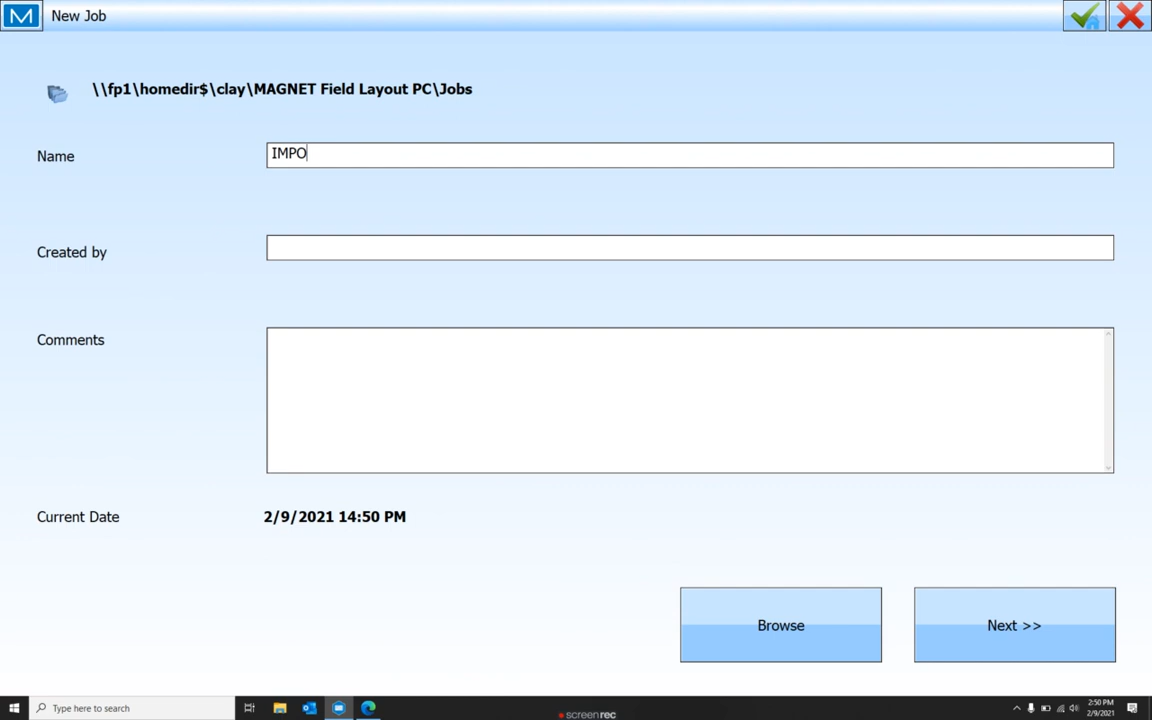 M New Job
\\fp1\homedir$\clay\MAGNET Field Layout PC\Jobs
Name
IMPO
Created by
Comments
Current Date
2/9/2021 14:50 PM
Browse
Next >>
Type here to search
screenrec
2:50 PM
2/9/2021